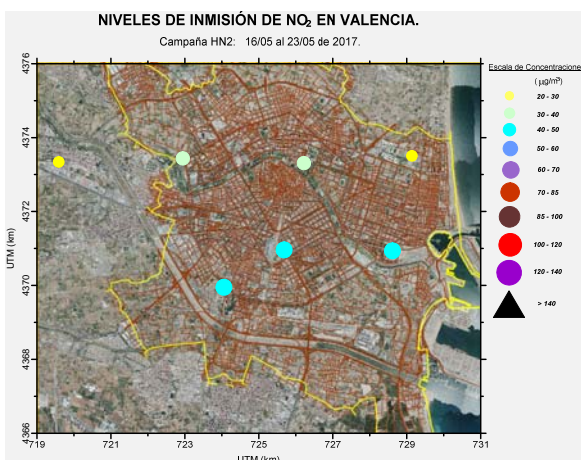 NIVELES DE INMISIÓN DE NO₂ EN VALENCIA.
Campaña HN2: 16/05 al 23/05 de 2017.
Escala de Concentracione
( µg/m³ )
20 - 30
30 - 40
40 - 50
50 - 60
60 - 70
70 - 85
85 - 100
100 - 120
120 - 140
> 140
UTM (km)
4376
4374
4372
4370
4368
4366
719
721
723
725
727
729
731
UTM (km)